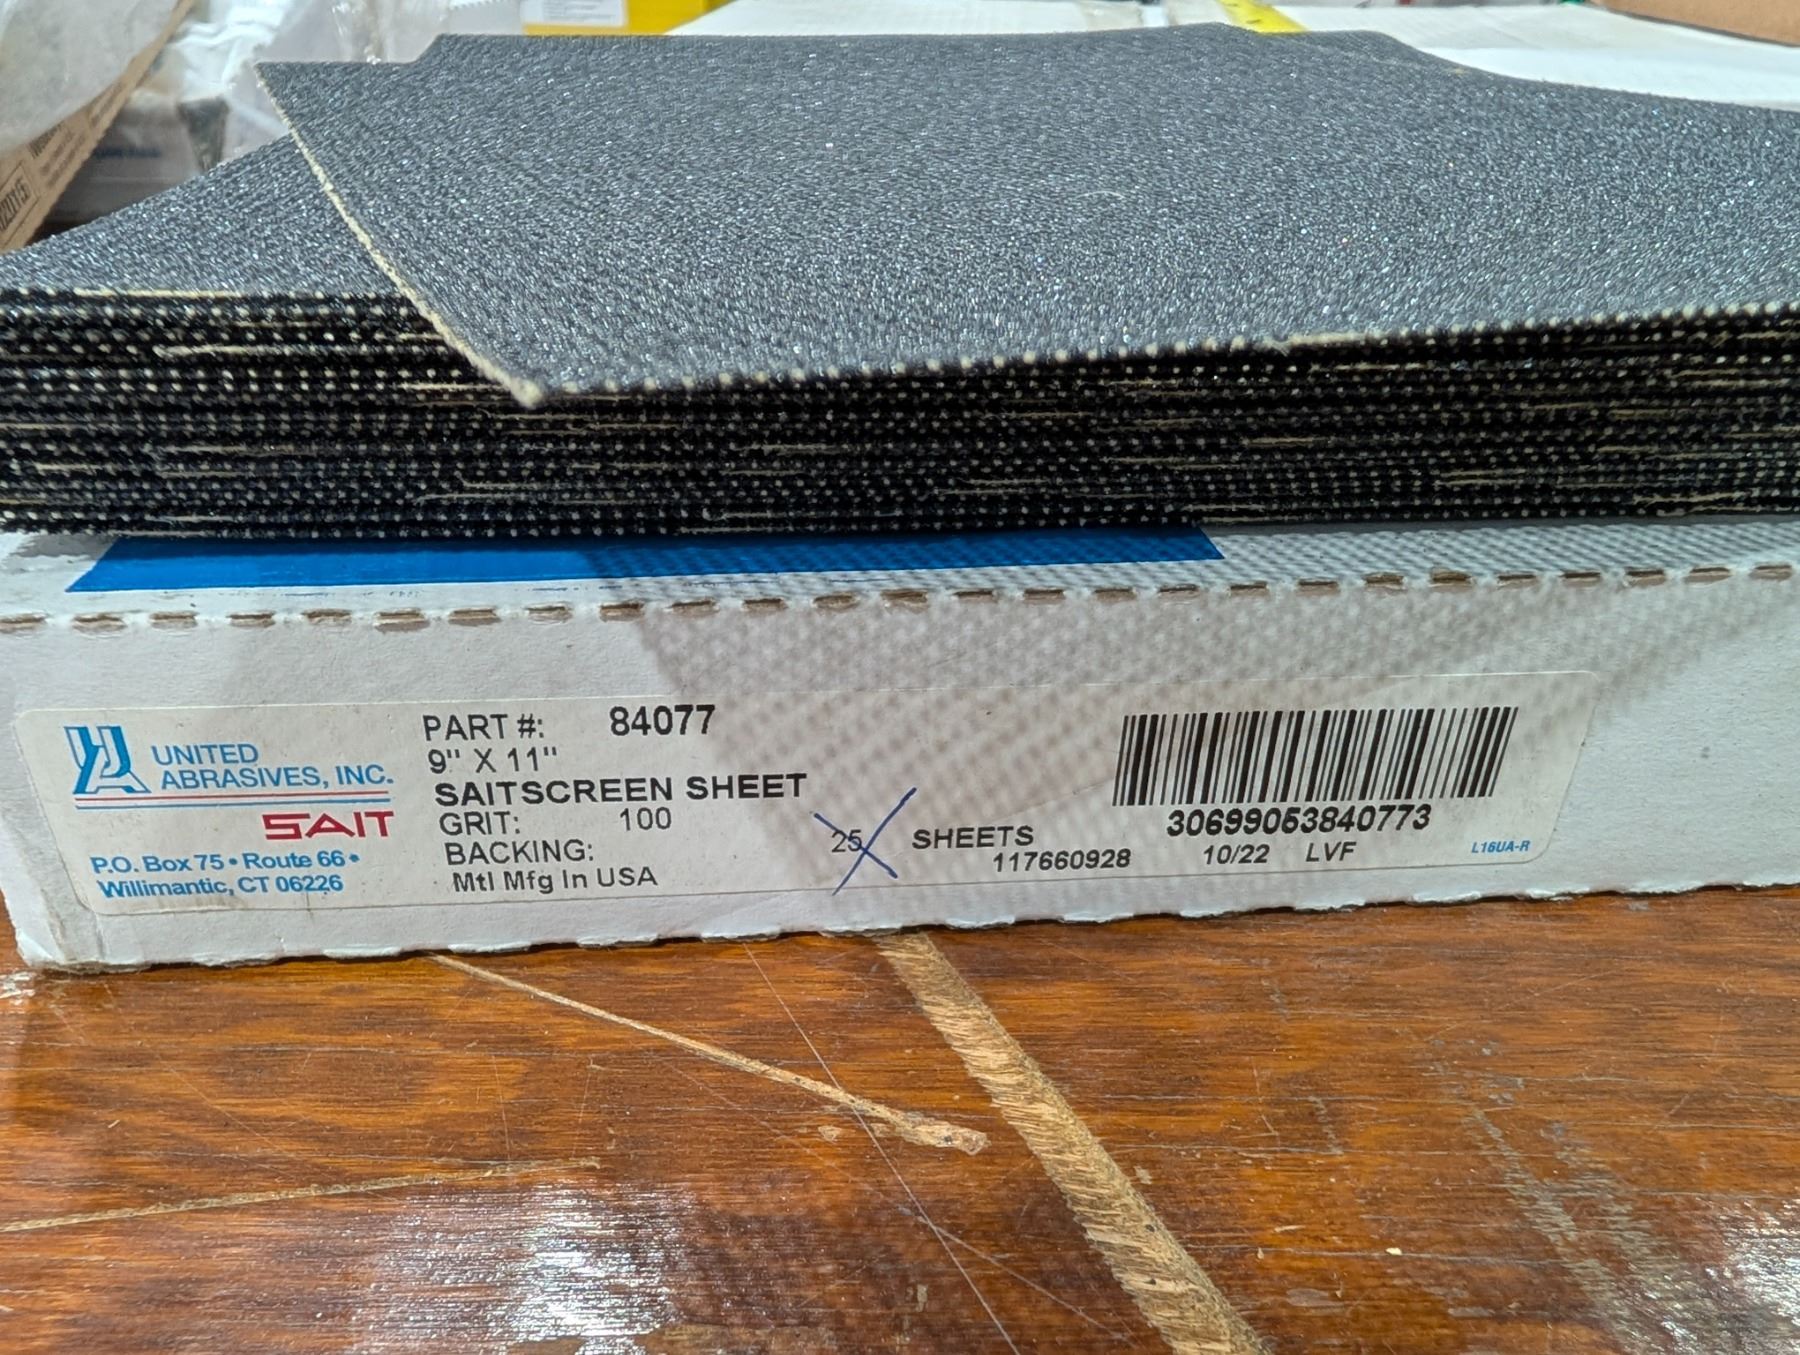 UNITED
ABRASIVES, INC.
SAIT
P.O. Box 75 • Route 66 •
Willimantic, CT 06226
PART #: 84077
9" X 11"
SAITSCREEN SHEET
GRIT: 100
BACKING:
Mtl Mfg In USA
25 SHEETS
117660928
30699053840773
10/22 LVF
L16UA-R